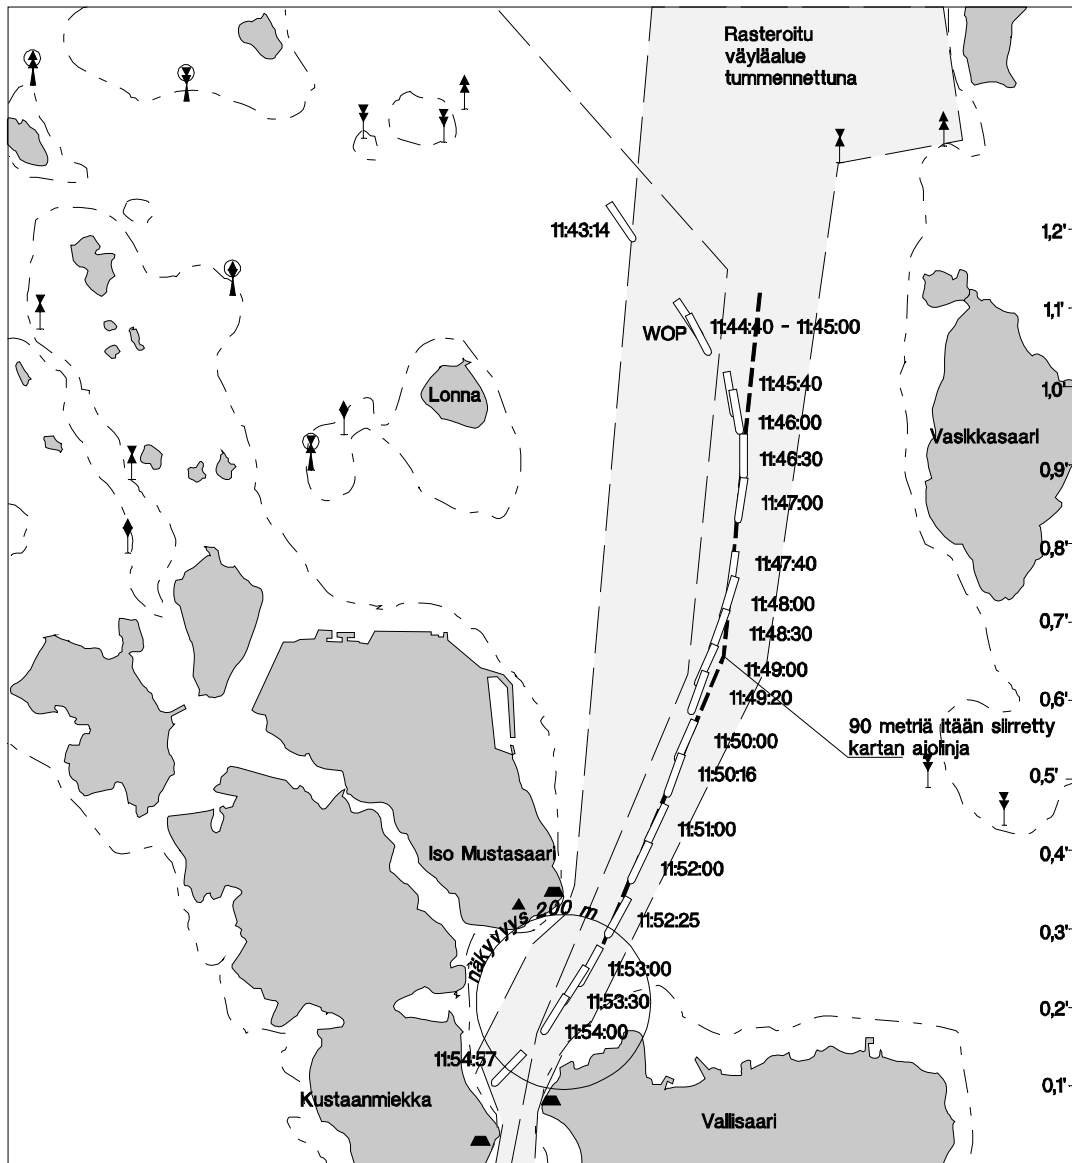 Rasteroitu
väyläalue
tummennettuna
11:43:14
1,2'
WOP
11:44:40 - 11:45:00
1,1'
11:45:40
1,0'
Lonna
11:46:00
Vasikkasaari
11:46:30
0,9'
11:47:00
0,8'
11:47:40
11:48:00
0,7'
11:48:30
11:49:00
11:49:20
0,6'
90 metriä itään siirretty
kartan ajolinja
11:50:00
11:50:16
0,5'
11:51:00
Iso Mustasaari
0,4'
11:52:00
näkyvyys 200 m
11:52:25
0,3'
11:53:00
11:53:30
0,2'
11:54:00
11:54:57
0,1'
Kustaanmiekka
Vallisaari